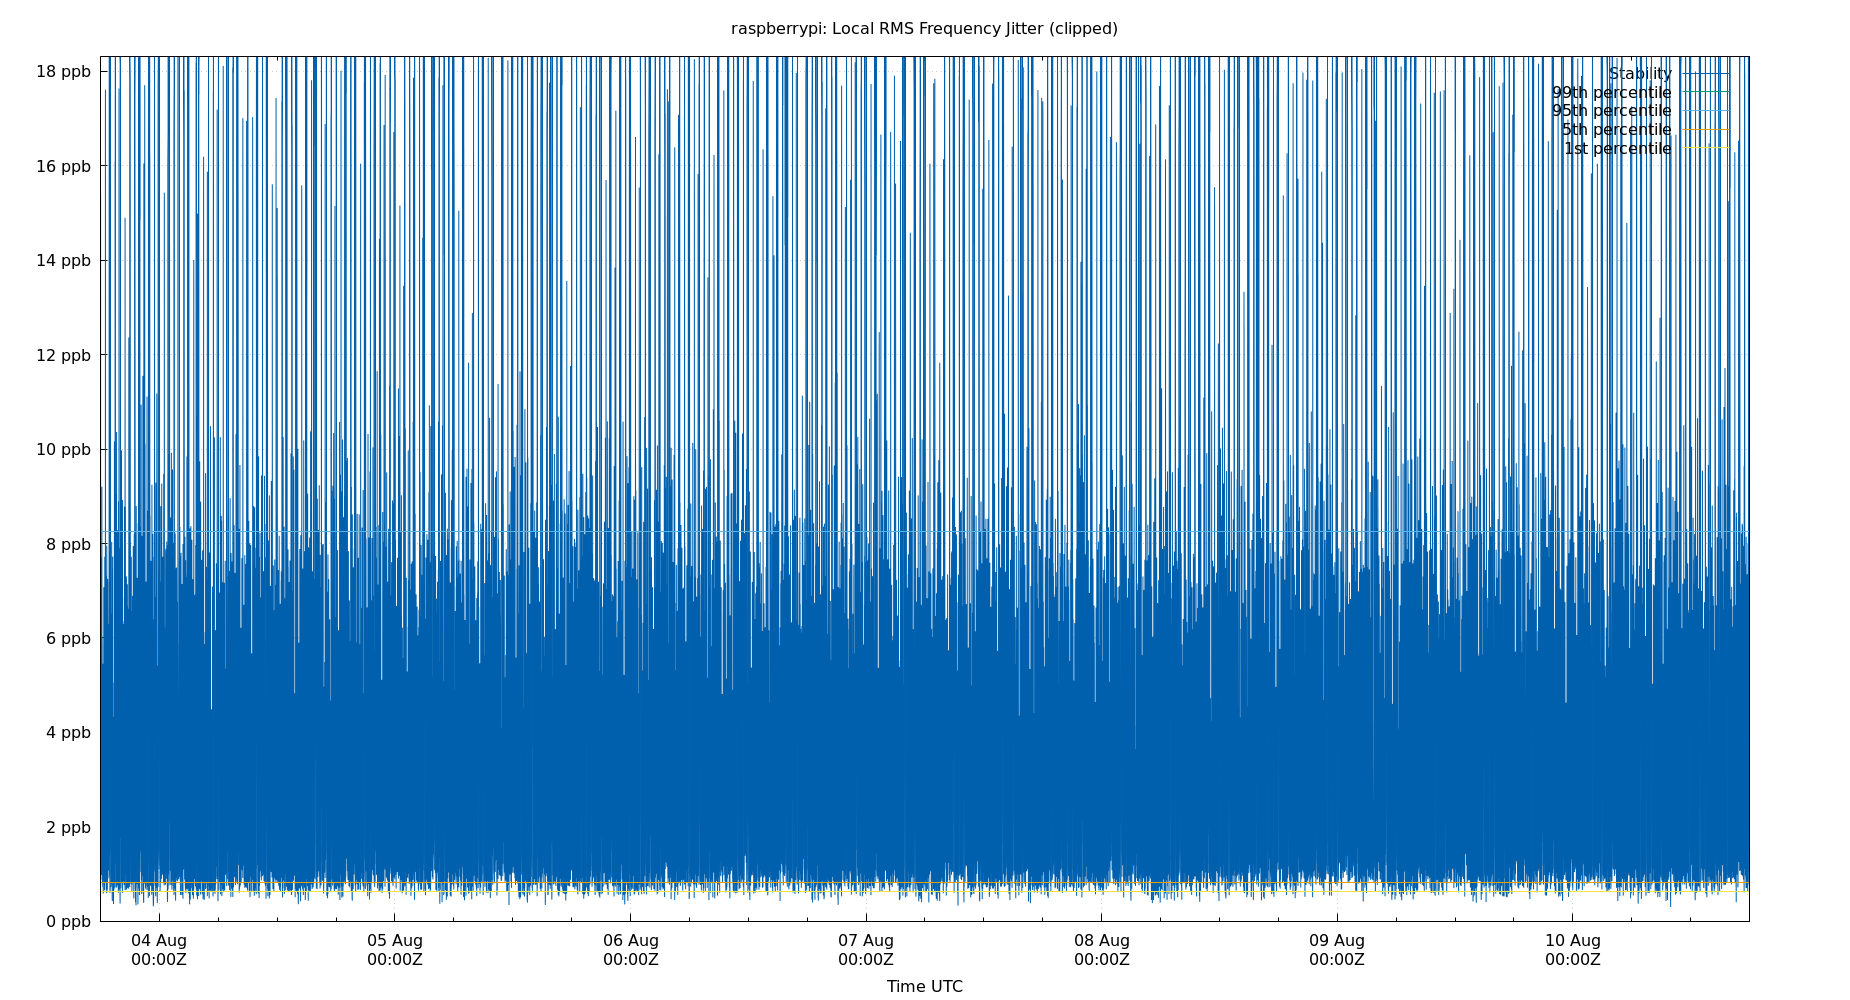 raspberrypi: Local RMS Frequency Jitter (clipped)
18 ppb
16 ppb
14 ppb
12 ppb
10 ppb
8 ppb
6 ppb
4 ppb
2 ppb
0 ppb
Stability
99th percentile
95th percentile
5th percentile
1st percentile
04 Aug 05 Aug 06 Aug 07 Aug 08 Aug 09 Aug 10 Aug
00:00Z 00:00Z 00:00Z 00:00Z 00:00Z 00:00Z 00:00Z
Time UTC